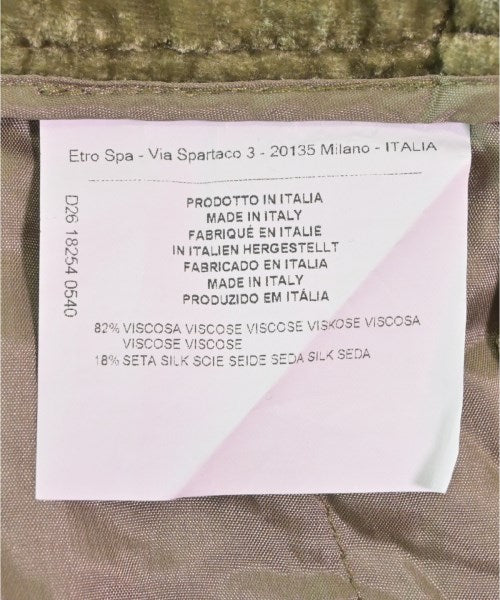 Etro Spa - Via Spartaco 3 - 20135 Milano - ITALIA
PRODOTTO IN ITALIA
MADE IN ITALY
FABRIQUÉ EN ITALIE
IN ITALIEN HERGESTELLT
FABRICADO EN ITALIA
MADE IN ITALY
PRODUZIDO EM ITÁLIA
82% VISCOSA VISCOSE VISCOSE VISKOSE VISCOSA
VISCOSE VISCOSE
18% SETA SILK SOIE SEIDE SEDA SILK SEDA
D26 18254 0540